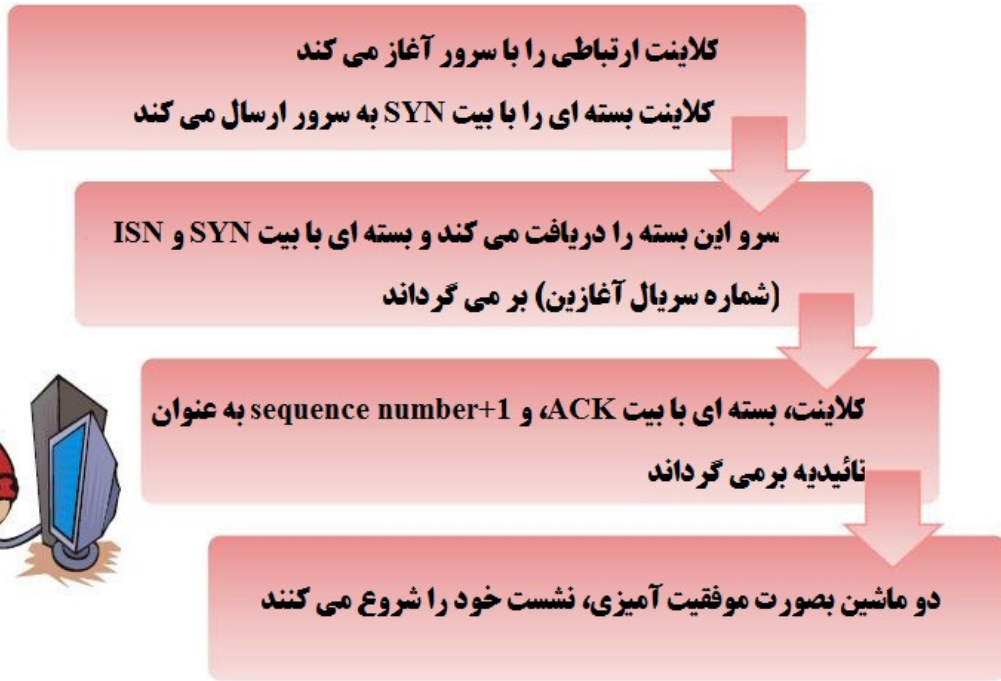 کلاینت ارتباطی را با سرور آغاز می کند
کلاینت بسته ای را با بیت SYN به سرور ارسال می کند
سرو این بسته را دریافت می کند و بسته ای با بیت SYN و ISN
(شماره سریال آغازین) بر می گرداند
کلاینت، بسته ای با بیت ACK، و sequence number+1 به عنوان
تائیدیه برمی گرداند
دو ماشین بصورت موفقیت آمیزی، نشست خود را شروع می کنند